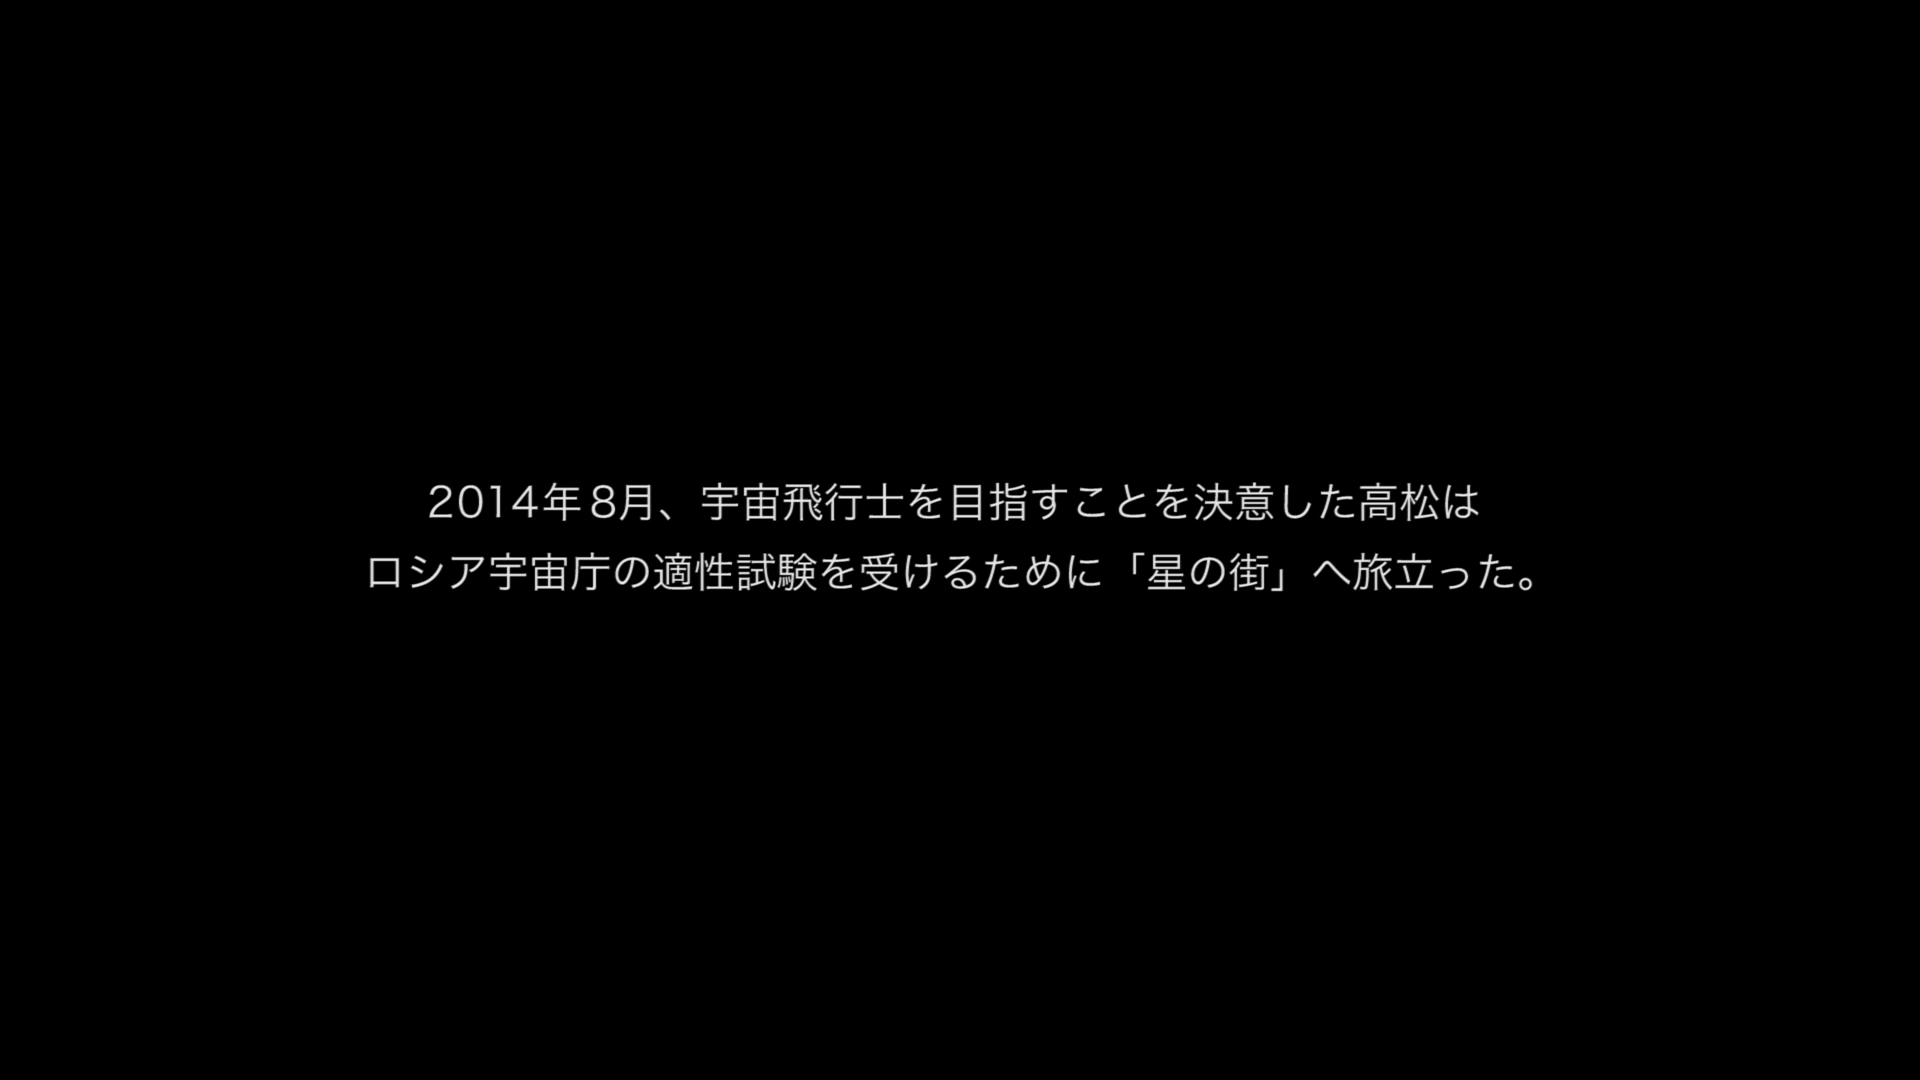 2014年8月、宇宙飛行士を目指すことを決意した高松は
ロシア宇宙庁の適性試験を受けるために「星の街」へ旅立った。